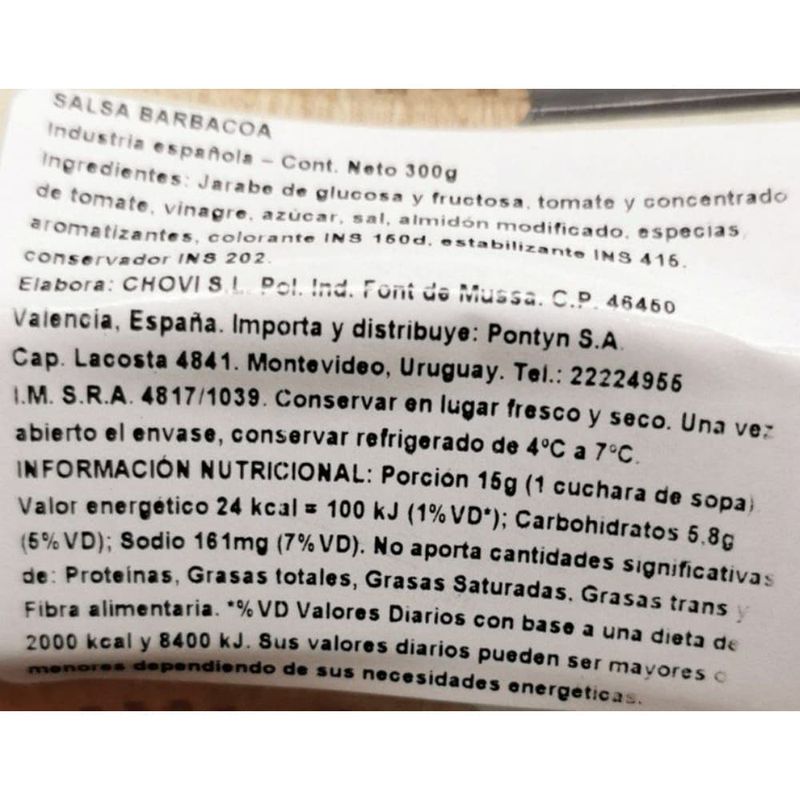 SALSA BARBACOA
Industria española – Cont. Neto 300g
Ingredientes: Jarabe de glucosa y fructosa, tomate y concentrado
de tomate, vinagre, azúcar, sal, almidón modificado, especias,
aromatizantes, colorante INS 150d, estabilizante INS 415,
conservador INS 202.
Elabora: CHOVI S.L. Pol. Ind. Font de Mussa. C.P. 46450
Valencia, España. Importa y distribuye: Pontyn S.A.
Cap. Lacosta 4841. Montevideo, Uruguay. Tel.: 22224955
I.M. S.R.A. 4817/1039. Conservar en lugar fresco y seco. Una vez
abierto el envase, conservar refrigerado de 4ºC a 7ºC.
INFORMACIÓN NUTRICIONAL: Porción 15g (1 cuchara de sopa)
Valor energético 24 kcal = 100 kJ (1%VD*); Carbohidratos 5,8g
(5%VD); Sodio 161mg (7%VD). No aporta cantidades significativas
de: Proteínas, Grasas totales, Grasas Saturadas, Grasas trans y
Fibra alimentaria. *%VD Valores Diarios con base a una dieta de
2000 kcal y 8400 kJ. Sus valores diarios pueden ser mayores o
menores dependiendo de sus necesidades energéticas.